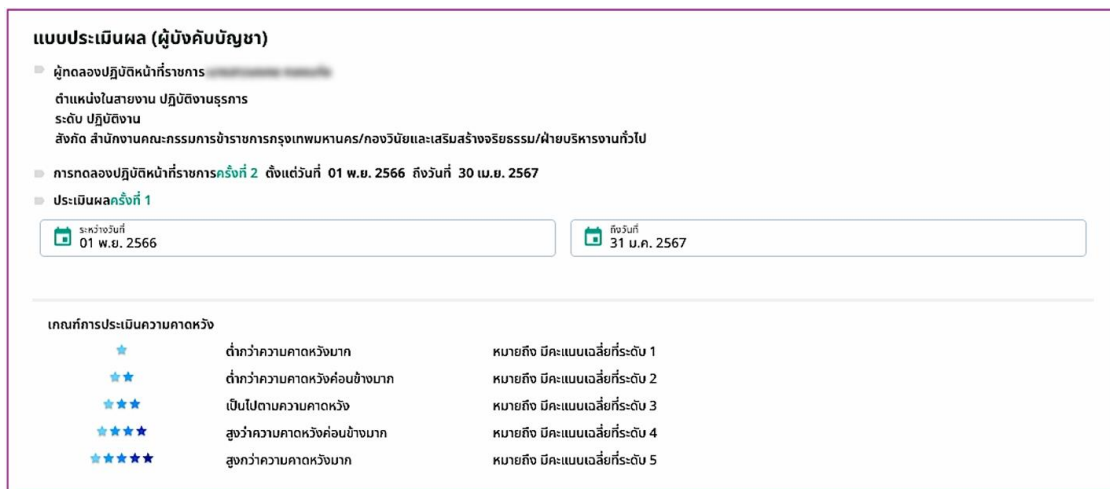 แบบประเมินผล (ผู้บังคับบัญชา)
ผู้ทดลองปฏิบัติหน้าที่ราชการ
ตำแหน่งในสายงาน ปฏิบัติงานธุรการ
ระดับ ปฏิบัติงาน
สังกัด สำนักงานคณะกรรมการข้าราชการกรุงเทพมหานคร/กองวินัยและเสริมสร้างจริยธรรม/ฝ่ายบริหารงานทั่วไป
การทดลองปฏิบัติหน้าที่ราชการครั้งที่ 2 ตั้งแต่วันที่ 01 พ.ย. 2566 ถึงวันที่ 30 เม.ย. 2567
ประเมินผลครั้งที่ 1
ระหว่างวันที่ ถึงวันที่
01 พ.ย. 2566 31 ม.ค. 2567
เกณฑ์การประเมินความคาดหวัง
ต่ำกว่าความคาดหวังมาก หมายถึง มีคะแนนเฉลี่ยที่ระดับ 1
ต่ำกว่าความคาดหวังค่อนข้างมาก หมายถึง มีคะแนนเฉลี่ยที่ระดับ 2
เป็นไปตามความคาดหวัง หมายถึง มีคะแนนเฉลี่ยที่ระดับ 3
สูงว่าความคาดหวังค่อนข้างมาก หมายถึง มีคะแนนเฉลี่ยที่ระดับ 4
สูงกว่าความคาดหวังมาก หมายถึง มีคะแนนเฉลี่ยที่ระดับ 5